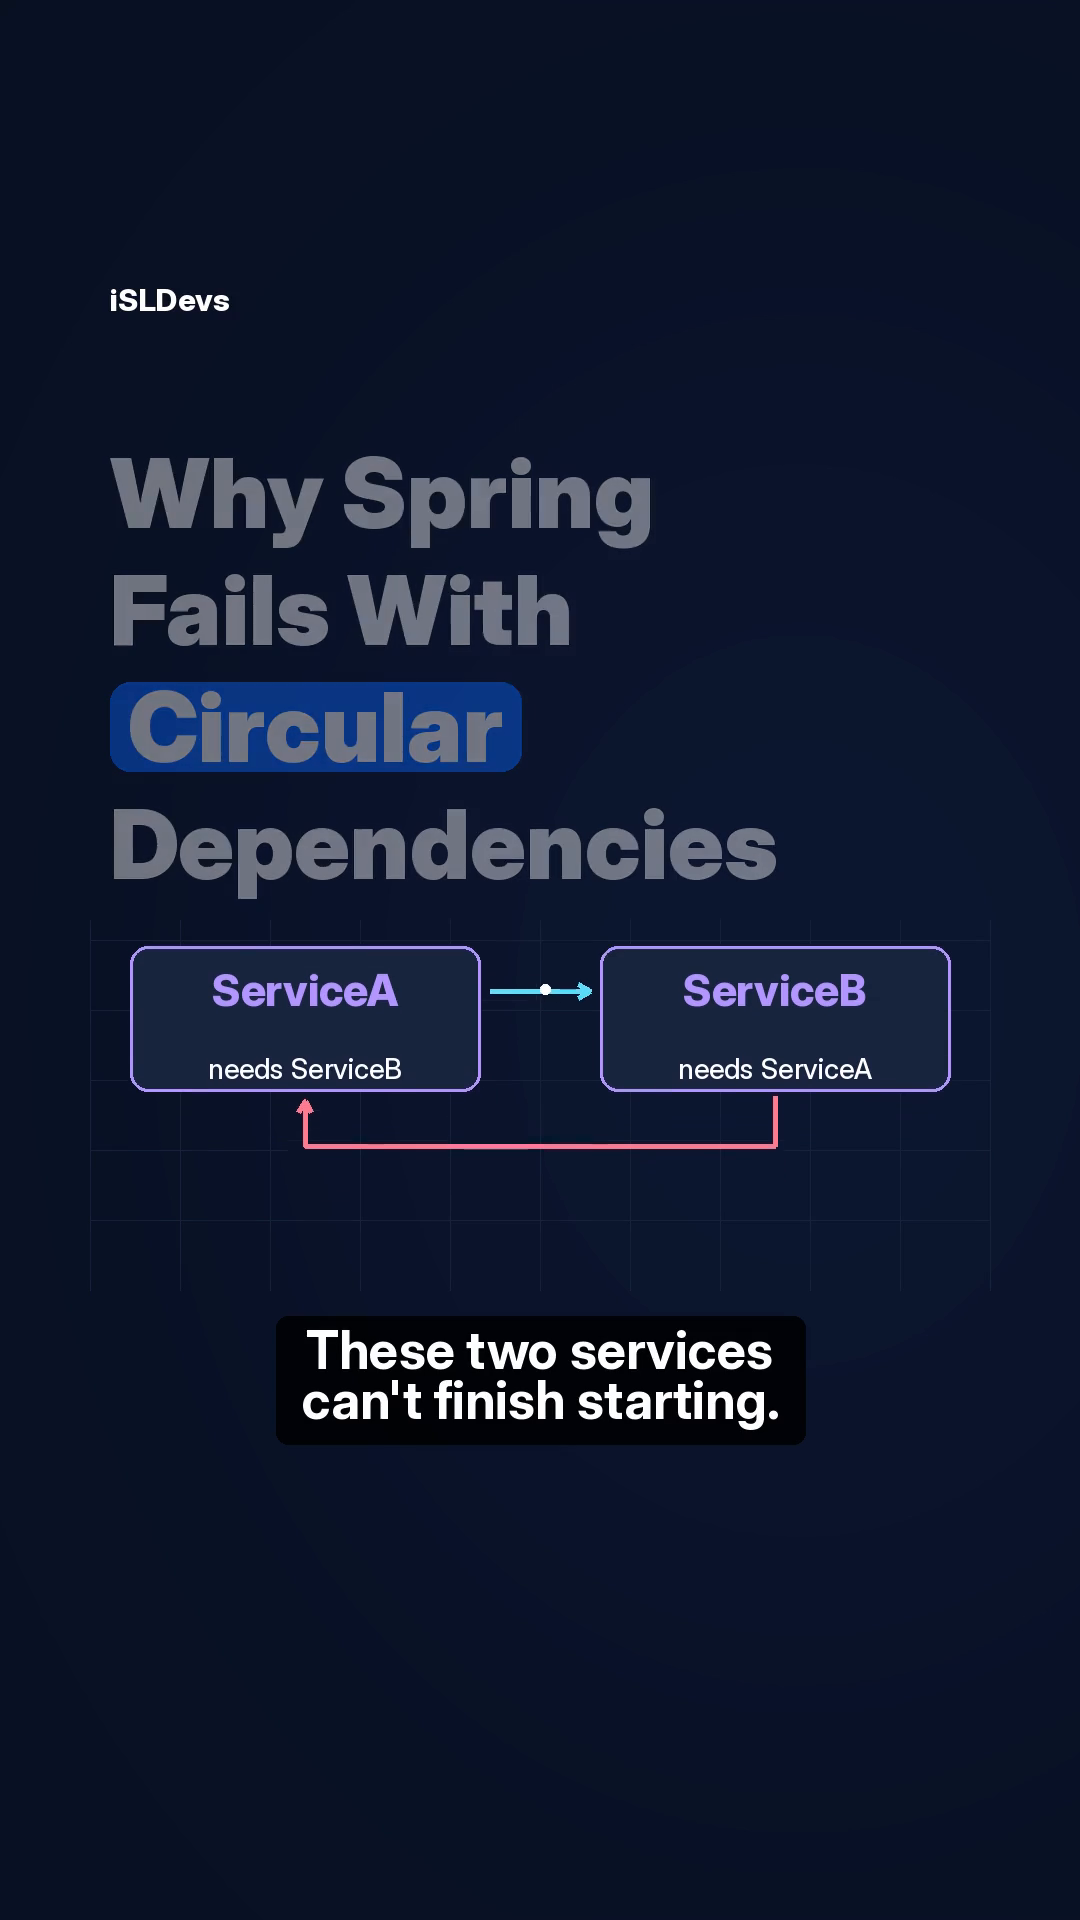 iSLDevs
Why Spring
Fails With
Circular
Dependencies
ServiceA
needs ServiceB
ServiceB
needs ServiceA
These two services
can't finish starting.